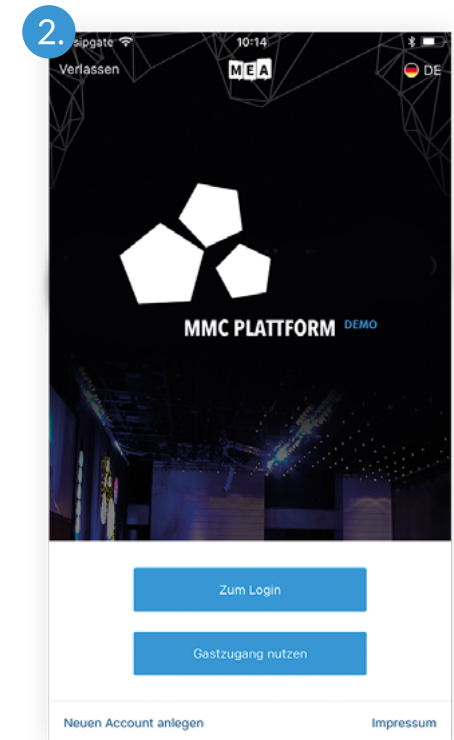 2.
sipgate 10:14
Verlassen MEA DE
MMC PLATTFORM DEMO
Zum Login
Gastzugang nutzen
Neuen Account anlegen Impressum